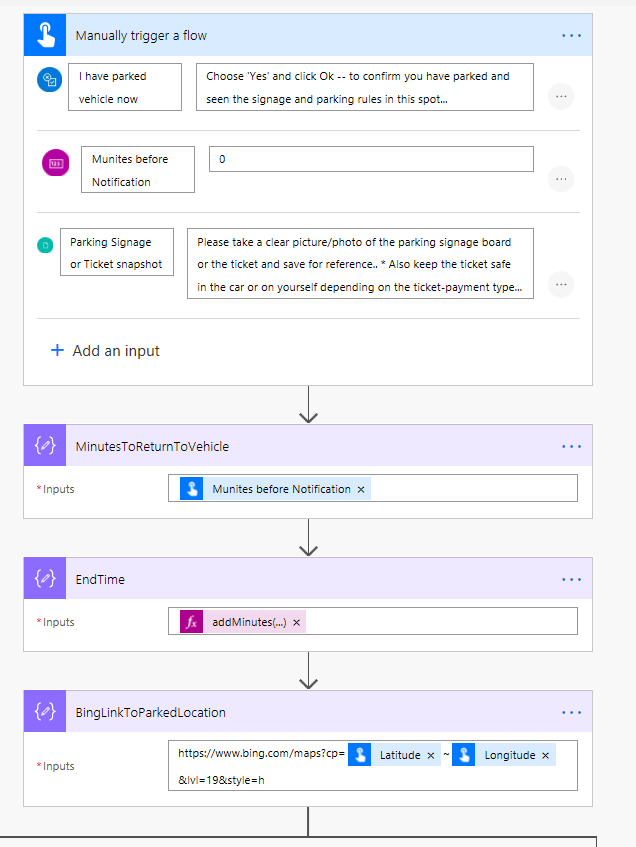 Manually trigger a flow
I have parked
vehicle now
Choose 'Yes' and click Ok -- to confirm you have parked and
seen the signage and parking rules in this spot...
123
Munites before
Notification
0
Parking Signage
or Ticket snapshot
Please take a clear picture/photo of the parking signage board
or the ticket and save for reference.. * Also keep the ticket safe
in the car or on yourself depending on the ticket-payment type...
+ Add an input
MinutesToReturnToVehicle
* Inputs
Munites before Notification ×
EndTime
* Inputs
fx addMinutes(...) ×
BingLinkToParkedLocation
* Inputs
https://www.bing.com/maps?cp= Latitude × ~ Longitude ×
&lvl=19&style=h